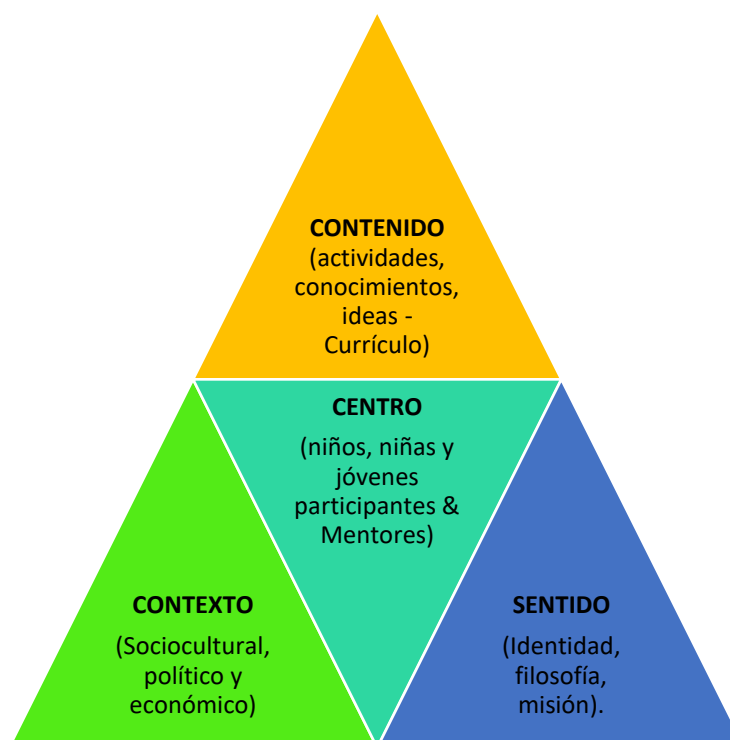 CONTENIDO
(actividades,
conocimientos,
ideas -
Currículo)
CENTRO
(niños, niñas y
jóvenes
participantes &
Mentores)
CONTEXTO
(Sociocultural,
político y
económico)
SENTIDO
(Identidad,
filosofía,
misión).